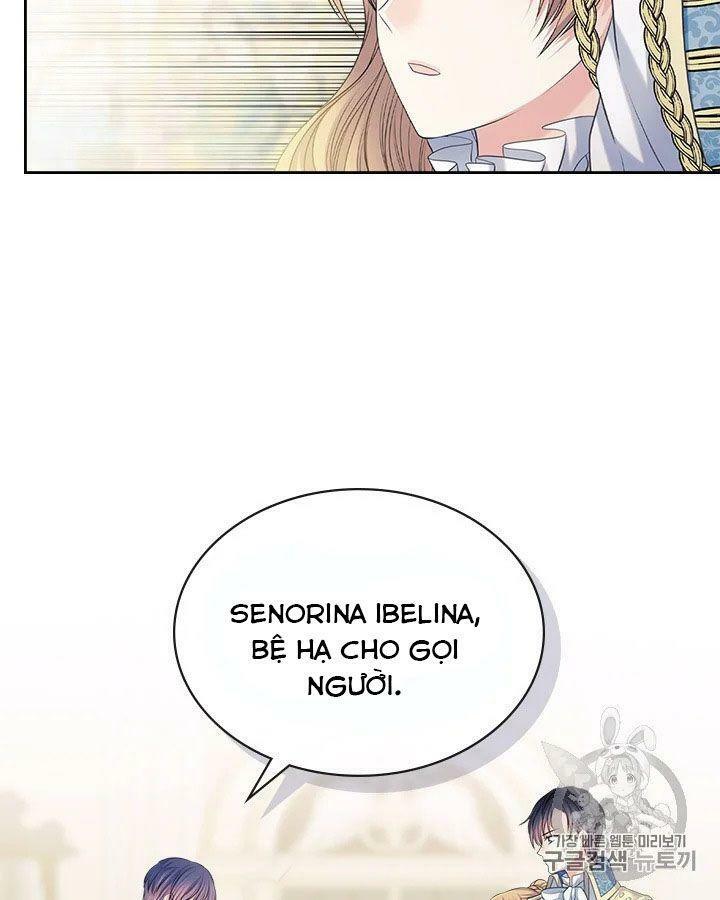 SENORINA IBELINA,
BỆ HẠ CHO GỌI
NGƯỜI.
가장 빠른 웹툰 미리보기
구글검색 뉴토끼